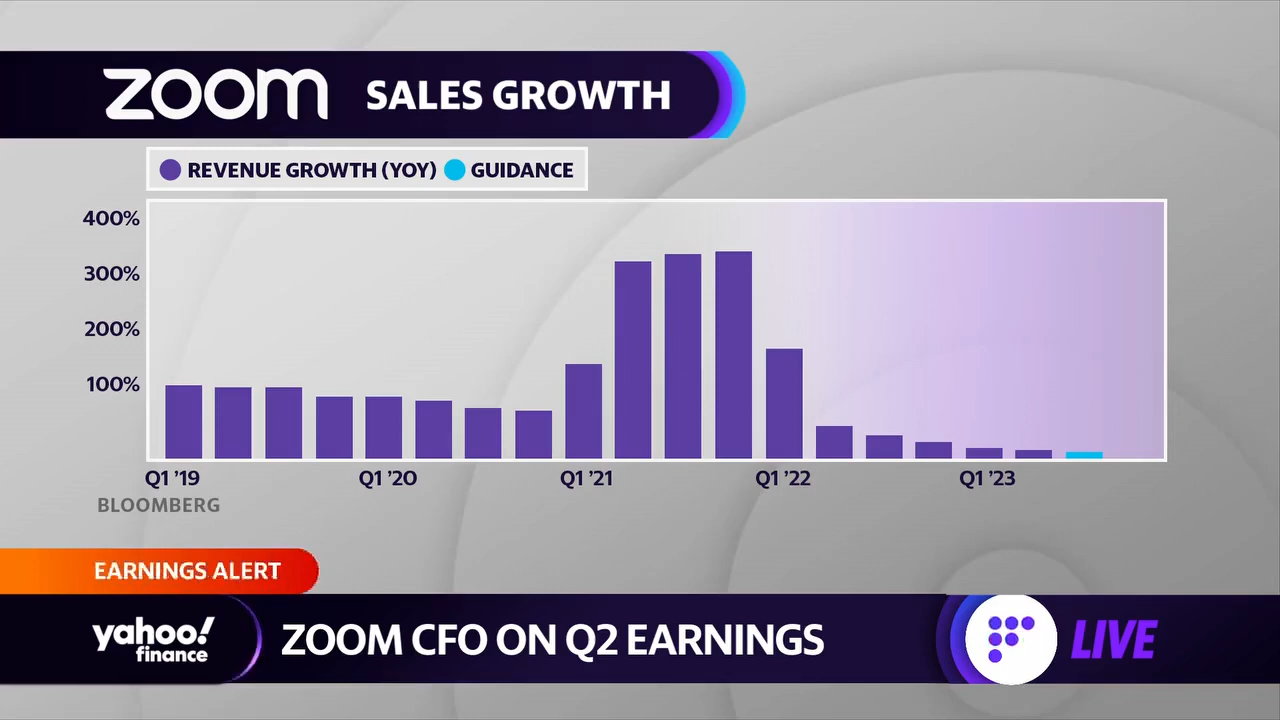 zoom SALES GROWTH
REVENUE GROWTH (YOY) GUIDANCE
400%
300%
200%
100%
Q1 ’19 Q1 ’20 Q1 ’21 Q1 ’22 Q1 ’23
BLOOMBERG
EARNINGS ALERT
yahoo!
finance
ZOOM CFO ON Q2 EARNINGS
LIVE